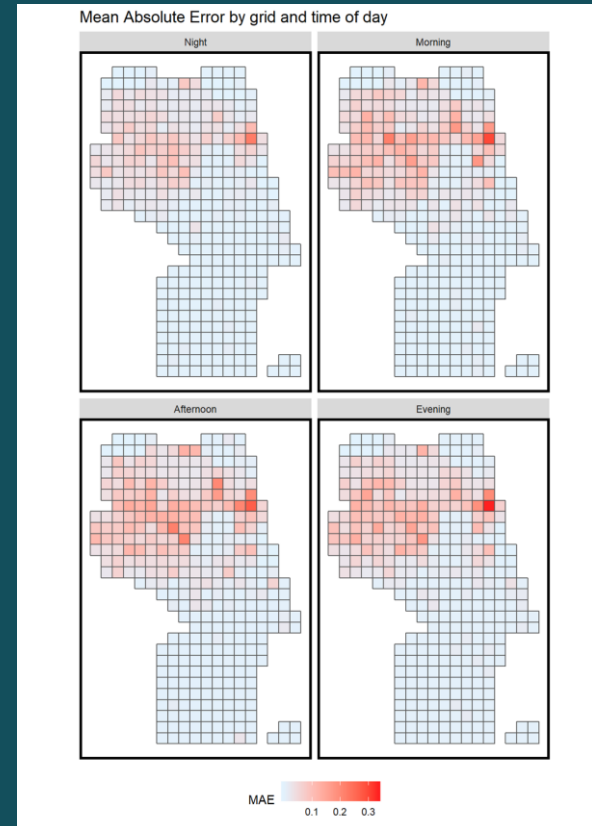 Mean Absolute Error by grid and time of day
Night
Morning
Afternoon
Evening
MAE
0.1 0.2 0.3